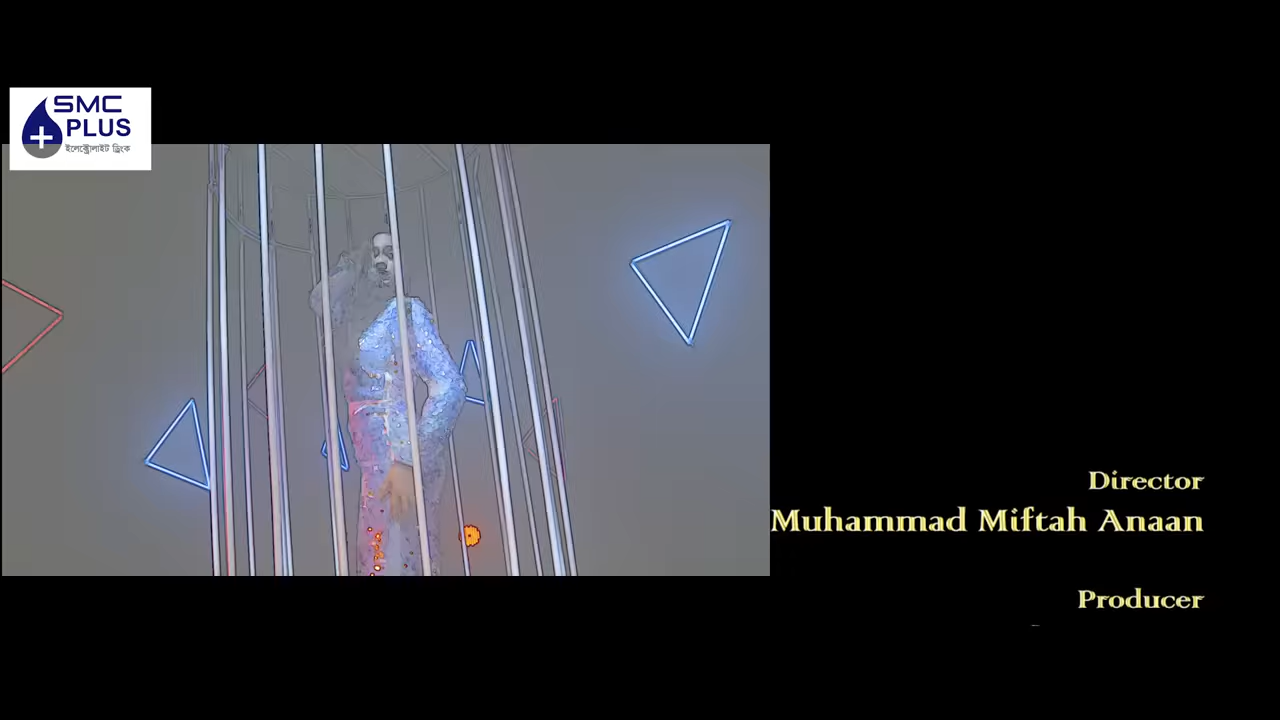 SMC
PLUS
ইলেক্ট্রোলাইট ড্রিংক
Director
Muhammad Miftah Anaan
Producer